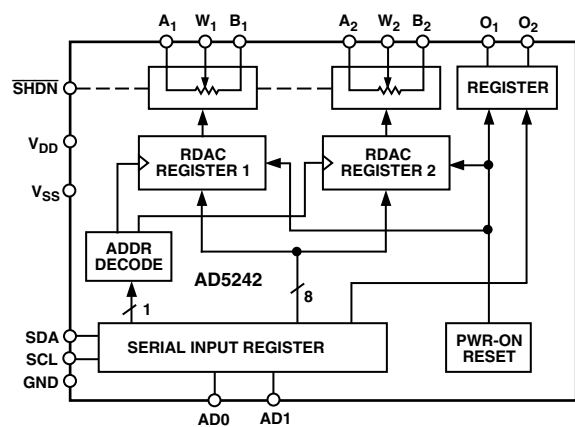 A1 W1 B1 A2 W2 B2 O1 O2
SHDN
REGISTER
VDD
RDAC
REGISTER 1
RDAC
REGISTER 2
VSS
ADDR
DECODE
AD5242
1
8
SDA
SCL
GND
SERIAL INPUT REGISTER
PWR-ON
RESET
AD0 AD1